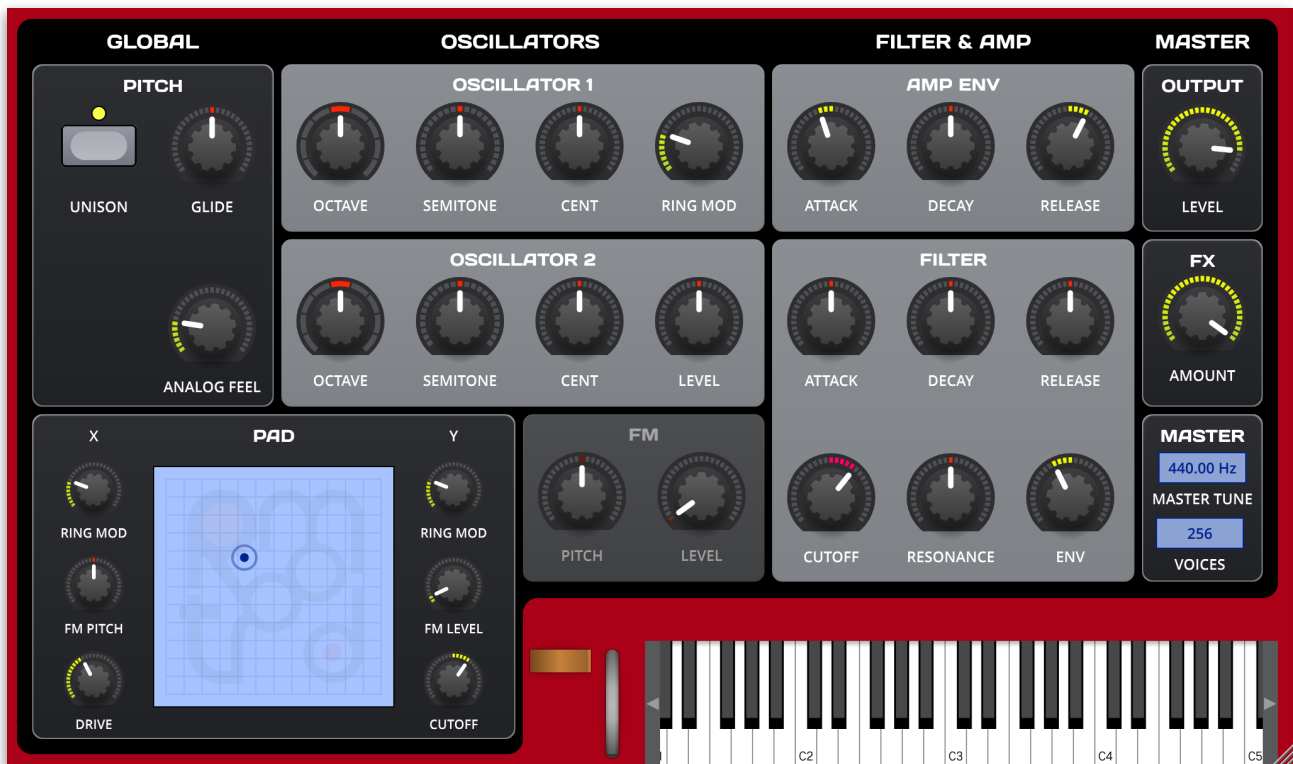 GLOBAL
OSCILLATORS
FILTER & AMP
MASTER
PITCH
UNISON
GLIDE
ANALOG FEEL
OSCILLATOR 1
OCTAVE
SEMITONE
CENT
RING MOD
OSCILLATOR 2
OCTAVE
SEMITONE
CENT
LEVEL
AMP ENV
ATTACK
DECAY
RELEASE
FILTER
ATTACK
DECAY
RELEASE
CUTOFF
RESONANCE
ENV
OUTPUT
LEVEL
FX
AMOUNT
MASTER
440.00 Hz
MASTER TUNE
256
VOICES
X
PAD
Y
RING MOD
FM PITCH
DRIVE
RING MOD
FM LEVEL
CUTOFF
FM
PITCH
LEVEL
C2
C3
C4
C5